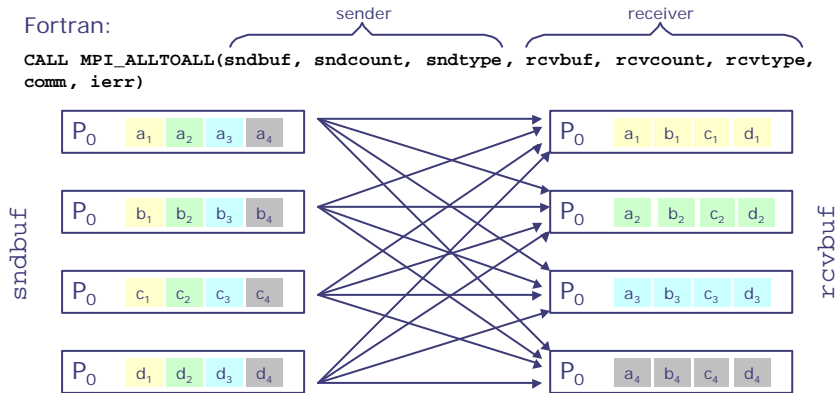 sender receiver
Fortran:
CALL MPI_ALLTOALL(sndbuf, sndcount, sndtype, rcvbuf, rcvcount, rcvtype,
comm, ierr)
sndbuf
P0 a1 a2 a3 a4
P0 b1 b2 b3 b4
P0 c1 c2 c3 c4
P0 d1 d2 d3 d4
P0 a1 b1 c1 d1
P0 a2 b2 c2 d2
P0 a3 b3 c3 d3
P0 a4 b4 c4 d4
rcvbuf